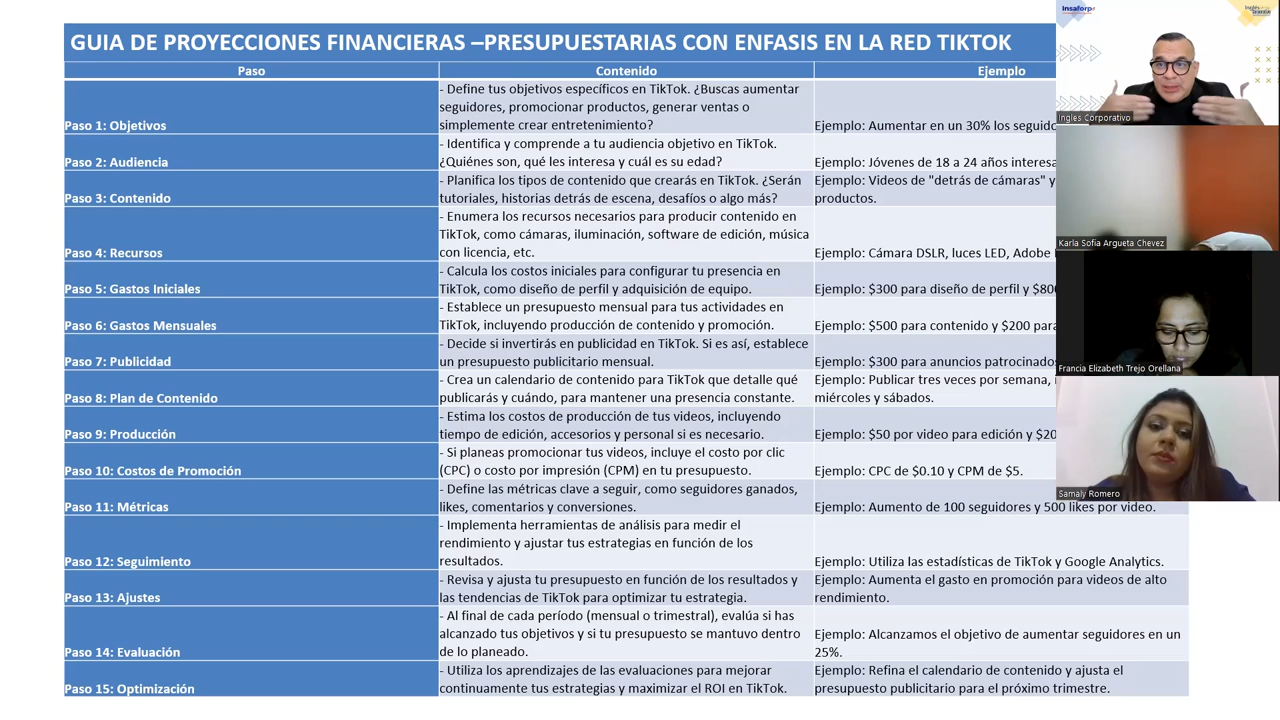 GUIA DE PROYECCIONES FINANCIERAS –PRESUPUESTARIAS CON ENFASIS EN LA RED TIKTOK
Paso Contenido Ejemplo
Paso 1: Objetivos
- Define tus objetivos específicos en TikTok. ¿Buscas aumentar
seguidores, promocionar productos, generar ventas o
simplemente crear entretenimiento?
Ejemplo: Aumentar en un 30% los
Paso 2: Audiencia
- Identifica y comprende a tu audiencia objetivo en TikTok.
¿Quiénes son, qué les interesa y cuál es su edad?
Ejemplo: Jóvenes de 18 a 24 años
Paso 3: Contenido
- Planifica los tipos de contenido que crearás en TikTok. ¿Serán
tutoriales, historias detrás de escena, desafíos o algo más?
Ejemplo: Videos de "detrás de cámaras" y
productos.
Paso 4: Recursos
- Enumera los recursos necesarios para producir contenido en
TikTok, como cámaras, iluminación, software de edición, música
con licencia, etc.
Ejemplo: Cámara DSLR, luces LED, Adobe
Paso 5: Gastos Iniciales
- Calcula los costos iniciales para configurar tu presencia en
TikTok, como diseño de perfil y adquisición de equipo.
Ejemplo: $300 para diseño de perfil y $800
Paso 6: Gastos Mensuales
- Establece un presupuesto mensual para tus actividades en
TikTok, incluyendo producción de contenido y promoción.
Ejemplo: $500 para contenido y $200 para
Paso 7: Publicidad
- Decide si invertirás en publicidad en TikTok. Si es así, establece
un presupuesto publicitario mensual.
Ejemplo: $300 para anuncios patrocinados
Paso 8: Plan de Contenido
- Crea un calendario de contenido para TikTok que detalle qué
publicarás y cuándo, para mantener una presencia constante.
Ejemplo: Publicar tres veces por semana,
miércoles y sábados.
Paso 9: Producción
- Estima los costos de producción de tus videos, incluyendo
tiempo de edición, accesorios y personal si es necesario.
Ejemplo: $50 por video para edición y
Paso 10: Costos de Promoción
- Si planeas promocionar tus videos, incluye el costo por clic
(CPC) o costo por impresión (CPM) en tu presupuesto.
Ejemplo: CPC de $0.10 y CPM de $5.
Paso 11: Métricas
- Define las métricas clave a seguir, como seguidores ganados,
likes, comentarios y conversiones.
Ejemplo: Aumento de 100 seguidores y 500 likes por video.
Paso 12: Seguimiento
- Implementa herramientas de análisis para medir el
rendimiento y ajustar tus estrategias en función de los
resultados.
Ejemplo: Utiliza las estadísticas de TikTok y Google Analytics.
Paso 13: Ajustes
- Revisa y ajusta tu presupuesto en función de los resultados y
las tendencias de TikTok para optimizar tu estrategia.
Ejemplo: Aumenta el gasto en promoción para videos de alto
rendimiento.
Paso 14: Evaluación
- Al final de cada período (mensual o trimestral), evalúa si has
alcanzado tus objetivos y si tu presupuesto se mantuvo dentro
de lo planeado.
Ejemplo: Alcanzamos el objetivo de aumentar seguidores en un
25%.
Paso 15: Optimización
- Utiliza los aprendizajes de las evaluaciones para mejorar
continuamente tus estrategias y maximizar el ROI en TikTok.
Ejemplo: Refina el calendario de contenido y ajusta el
presupuesto publicitario para el próximo trimestre.
Insaforp
Ingles Corporativo
Karla Sofia Argueta Chevez
Francia Elizabeth Trejo Orellana
Samaly Romero